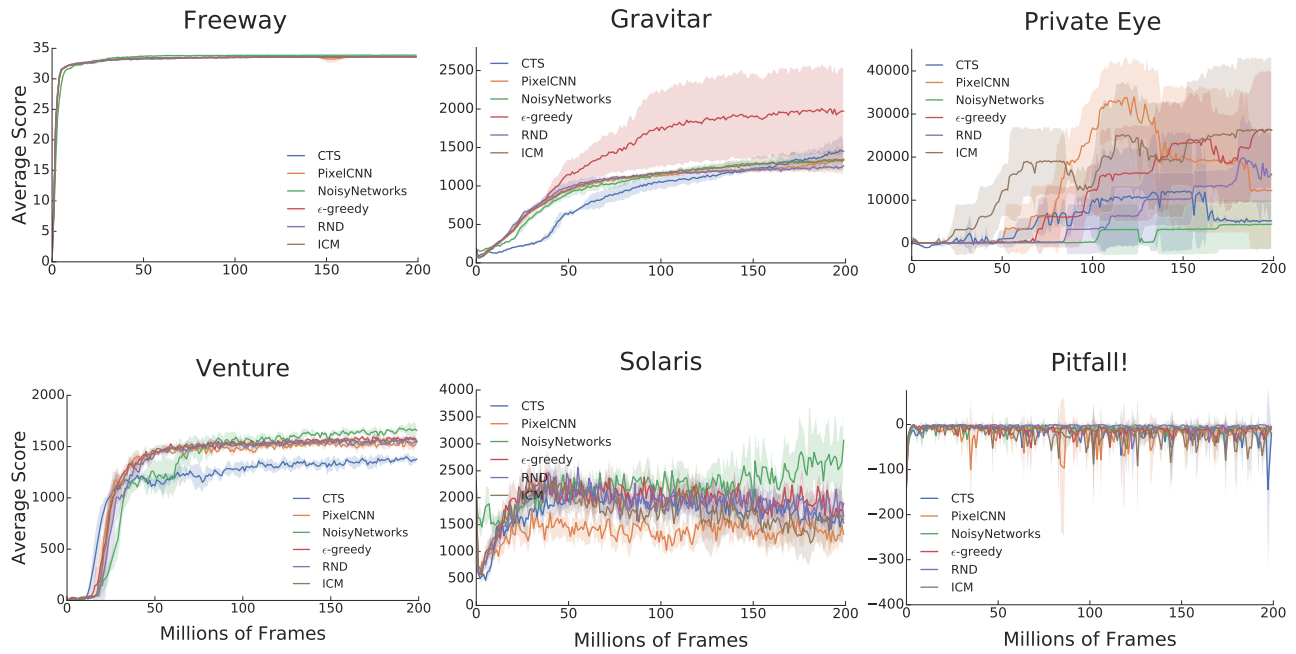 Freeway
Average Score
35
30
25
20
15
10
5
0
0 50 100 150 200
CTS
PixelCNN
NoisyNetworks
ϵ-greedy
RND
ICM
Gravitar
2500
2000
1500
1000
500
0
0 50 100 150 200
CTS
PixelCNN
NoisyNetworks
ϵ-greedy
RND
ICM
Private Eye
40000
30000
20000
10000
0
0 50 100 150 200
CTS
PixelCNN
NoisyNetworks
ϵ-greedy
RND
ICM
Venture
Average Score
2000
1500
1000
500
0
0 50 100 150 200
CTS
PixelCNN
NoisyNetworks
ϵ-greedy
RND
ICM
Millions of Frames
Solaris
4000
3500
3000
2500
2000
1500
1000
500
0
0 50 100 150 200
CTS
PixelCNN
NoisyNetworks
ϵ-greedy
RND
ICM
Millions of Frames
Pitfall!
0
−100
−200
−300
−400
0 50 100 150 200
CTS
PixelCNN
NoisyNetworks
ϵ-greedy
RND
ICM
Millions of Frames